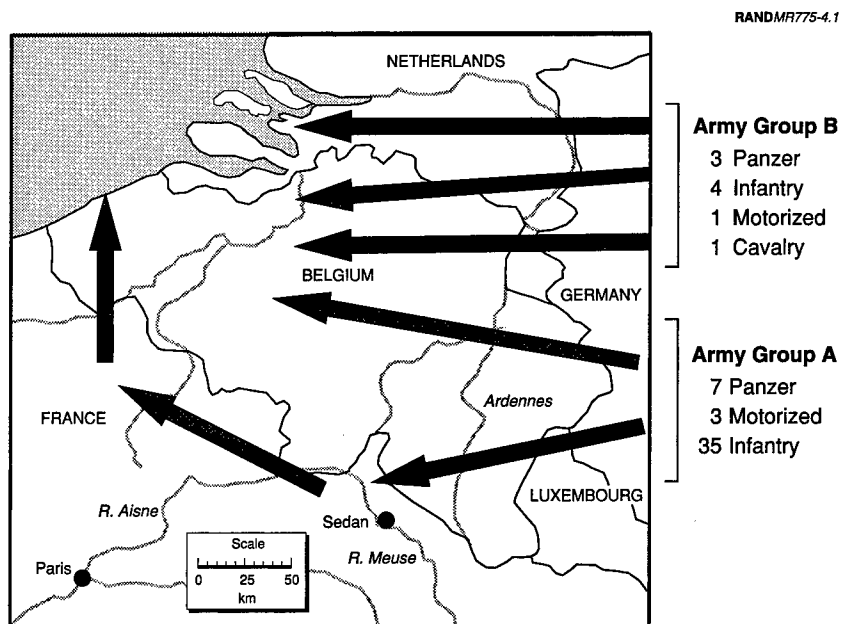 RANDMR775-4.1
NETHERLANDS
Army Group B
3 Panzer
4 Infantry
1 Motorized
1 Cavalry
BELGIUM
GERMANY
Army Group A
7 Panzer
3 Motorized
35 Infantry
Ardennes
FRANCE
LUXEMBOURG
R. Aisne
Sedan
R. Meuse
Paris
Scale
0 25 50
km